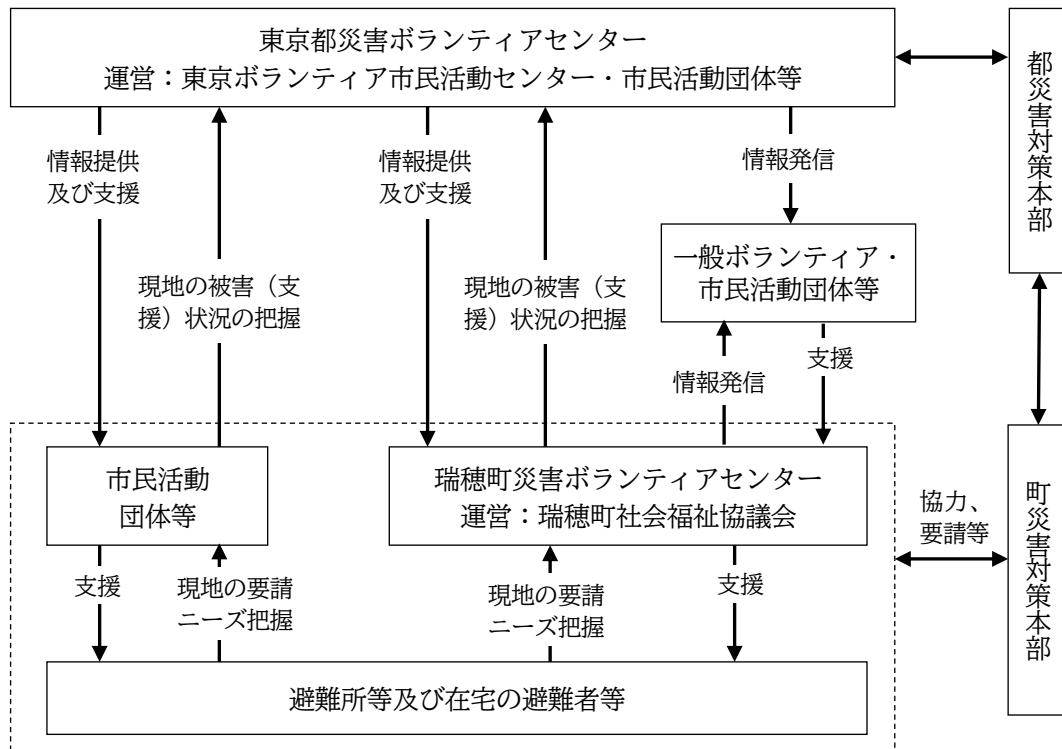 東京都災害ボランティアセンター
運営：東京ボランティア市民活動センター・市民活動団体等
都災害対策本部
情報提供
及び支援
情報提供
及び支援
情報発信
一般ボランティア・
市民活動団体等
現地の被害（支
援）状況の把握
現地の被害（支
援）状況の把握
支援
情報発信
市民活動
団体等
瑞穂町災害ボランティアセンター
運営：瑞穂町社会福祉協議会
協力、
要請等
町災害対策本部
支援
現地の要請
ニーズ把握
現地の要請
ニーズ把握
支援
避難所等及び在宅の避難者等